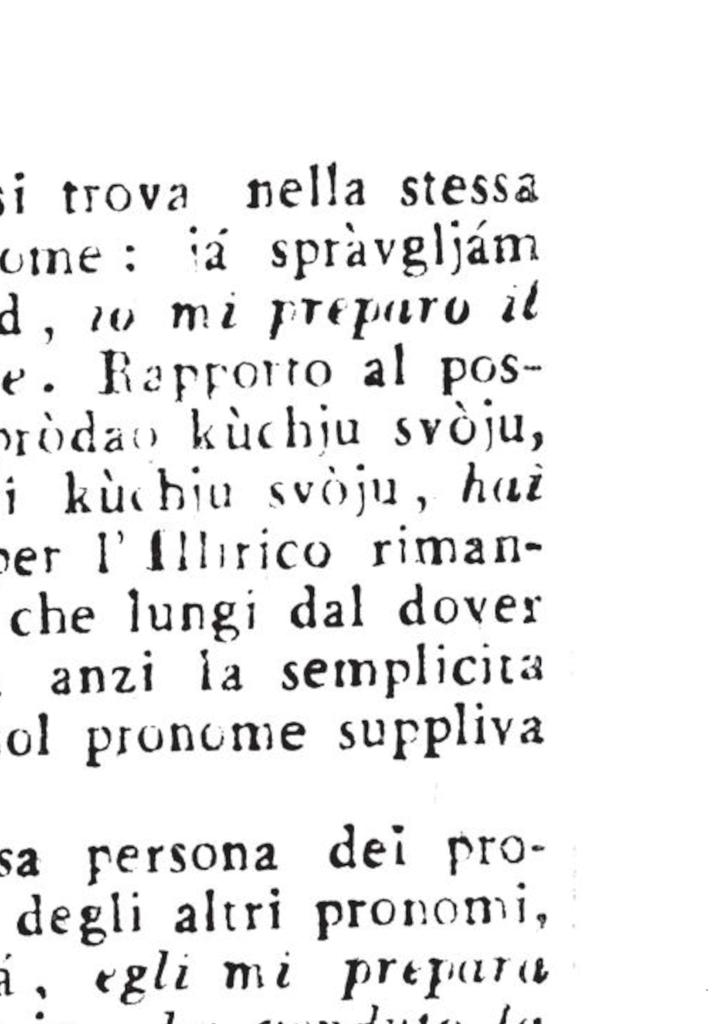 si trova nella stessa
ome: já spràvgljám
d, io mi preparo il
e. Rapporto al pos-
pròdao kùchju svòju,
i kùchju svòju, hai
per l'Illirico riman-
che lungi dal dover
anzi la semplicita
ol pronome suppliva
sa persona dei pro-
degli altri pronomi,
á, egli mi prepara